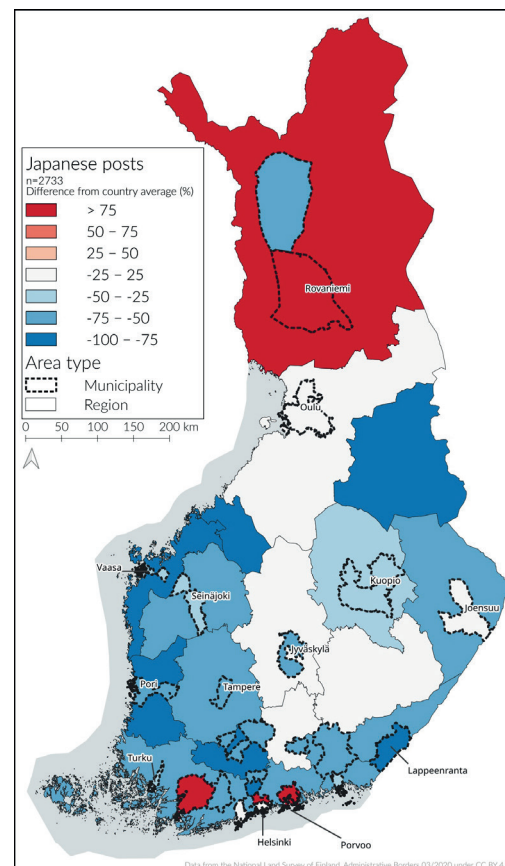 Japanese posts
n=2733
Difference from country average (%)
> 75
50 – 75
25 – 50
-25 – 25
-50 – -25
-75 – -50
-100 – -75
Area type
Municipality
Region
0 50 100 150 200 km
Rovaniemi
Oulu
Vaasa
Kuopio
Seinäjoki
Joensuu
Jyväskylä
Pori
Tampere
Turku
Lappeenranta
Helsinki
Porvoo
Data from the National Land Survey of Finland, Administrative Borders 03/2020 under CC BY 4